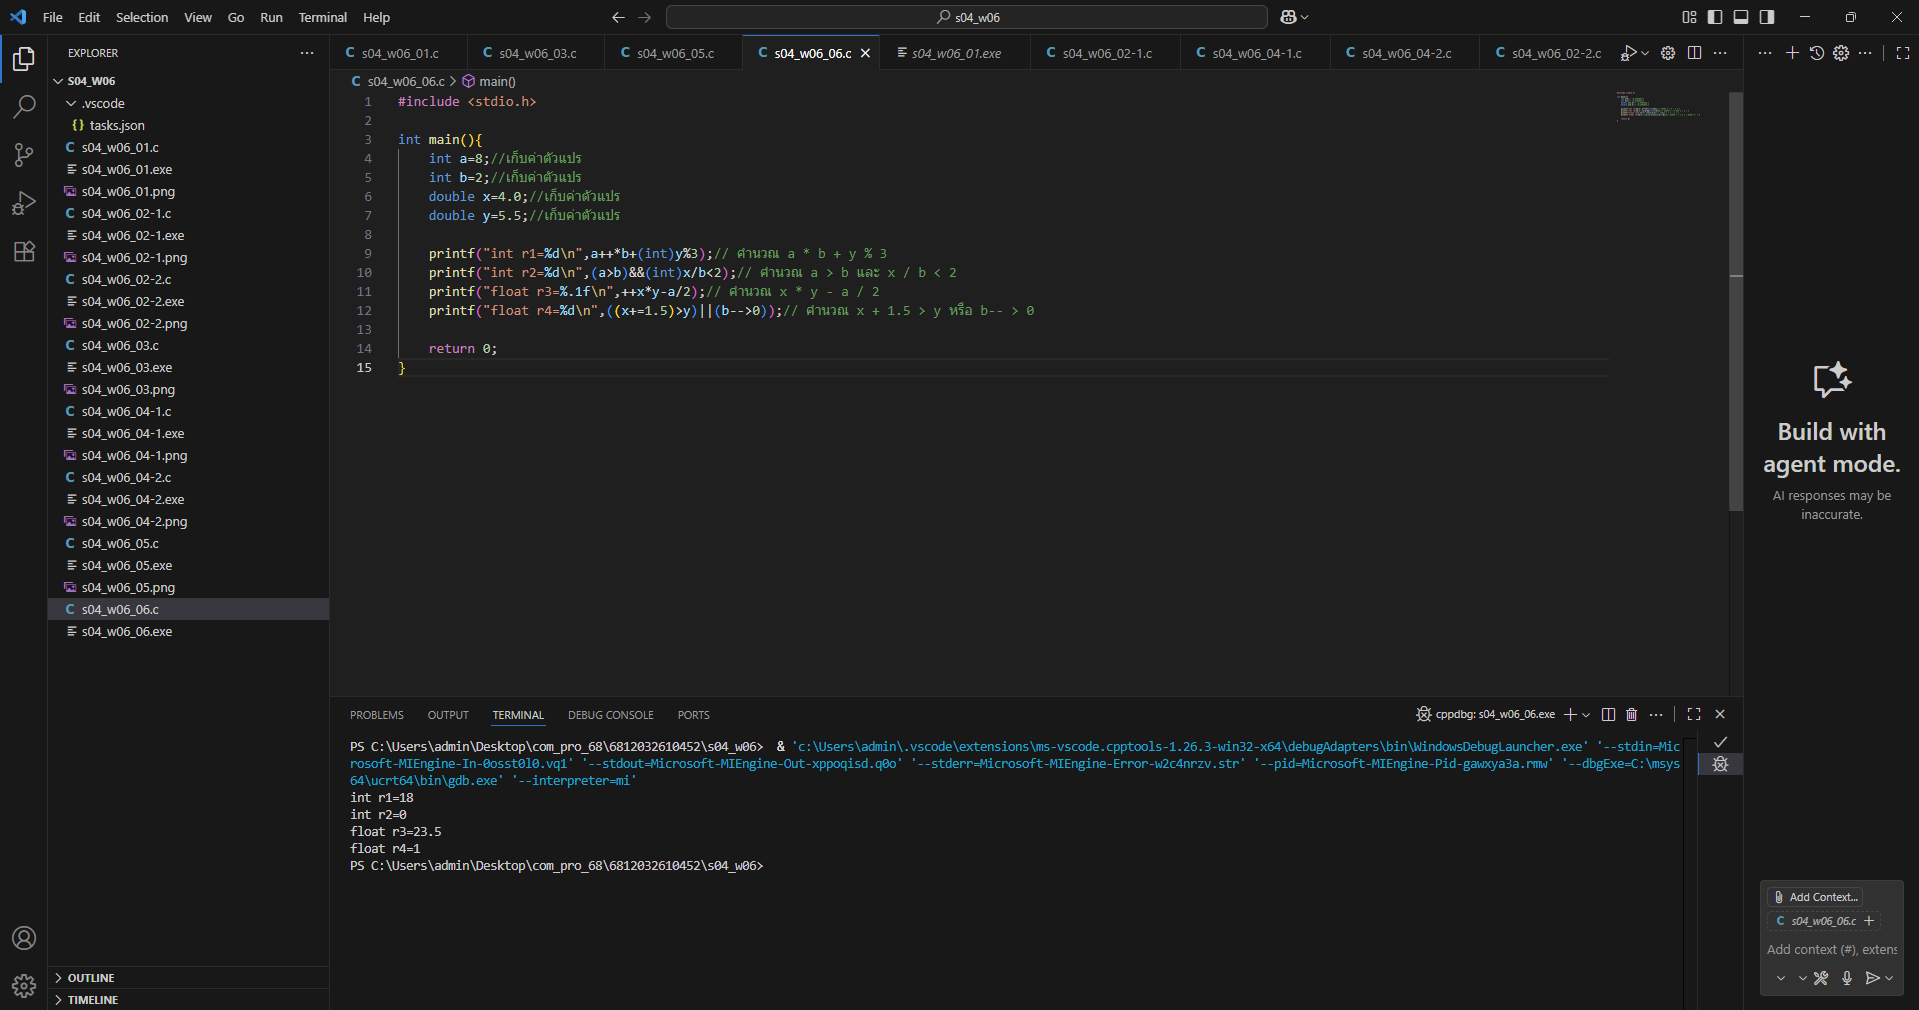 File Edit Selection View Go Run Terminal Help
s04_w06
EXPLORER
S04_W06
.vscode
tasks.json
s04_w06_01.c
s04_w06_01.exe
s04_w06_01.png
s04_w06_02-1.c
s04_w06_02-1.exe
s04_w06_02-1.png
s04_w06_02-2.c
s04_w06_02-2.exe
s04_w06_02-2.png
s04_w06_03.c
s04_w06_03.exe
s04_w06_03.png
s04_w06_04-1.c
s04_w06_04-1.exe
s04_w06_04-1.png
s04_w06_04-2.c
s04_w06_04-2.exe
s04_w06_04-2.png
s04_w06_05.c
s04_w06_05.exe
s04_w06_05.png
s04_w06_06.c
s04_w06_06.exe
OUTLINE
TIMELINE
s04_w06_01.c s04_w06_03.c s04_w06_05.c s04_w06_06.c s04_w06_01.exe s04_w06_02-1.c s04_w06_04-1.c s04_w06_04-2.c s04_w06_02-2.c
s04_w06_06.c > main()
1 #include <stdio.h>
2
3 int main(){
4 int a=8;//เก็บค่าตัวแปร
5 int b=2;//เก็บค่าตัวแปร
6 double x=4.0;//เก็บค่าตัวแปร
7 double y=5.5;//เก็บค่าตัวแปร
8
9 printf("int r1=%d\n",a++*b+(int)y%3);// คำนวณ a * b + y % 3
10 printf("int r2=%d\n",(a>b)&&(int)x/b<2);// คำนวณ a > b และ x / b < 2
11 printf("float r3=%.1f\n",++x*y-a/2);// คำนวณ x * y - a / 2
12 printf("float r4=%d\n",((x+=1.5)>y)||(b-->0));// คำนวณ x + 1.5 > y หรือ b-- > 0
13
14 return 0;
15 }
PROBLEMS OUTPUT TERMINAL DEBUG CONSOLE PORTS
cppdbg: s04_w06_06.exe
PS C:\Users\admin\Desktop\com_pro_68\6812032610452\s04_w06> & 'c:\Users\admin\.vscode\extensions\ms-vscode.cpptools-1.26.3-win32-x64\debugAdapters\bin\WindowsDebugLauncher.exe' '--stdin=Mic
rosoft-MIEngine-In-0osst0l0.vq1' '--stdout=Microsoft-MIEngine-Out-xppoqisd.q0o' '--stderr=Microsoft-MIEngine-Error-w2c4nrzv.str' '--pid=Microsoft-MIEngine-Pid-gawxya3a.rmw' '--dbgExe=C:\msys
64\ucrt64\bin\gdb.exe' '--interpreter=mi'
int r1=18
int r2=0
float r3=23.5
float r4=1
PS C:\Users\admin\Desktop\com_pro_68\6812032610452\s04_w06>
Build with
agent mode.
AI responses may be
inaccurate.
Add Context...
s04_w06_06.c
Add context (#), extens